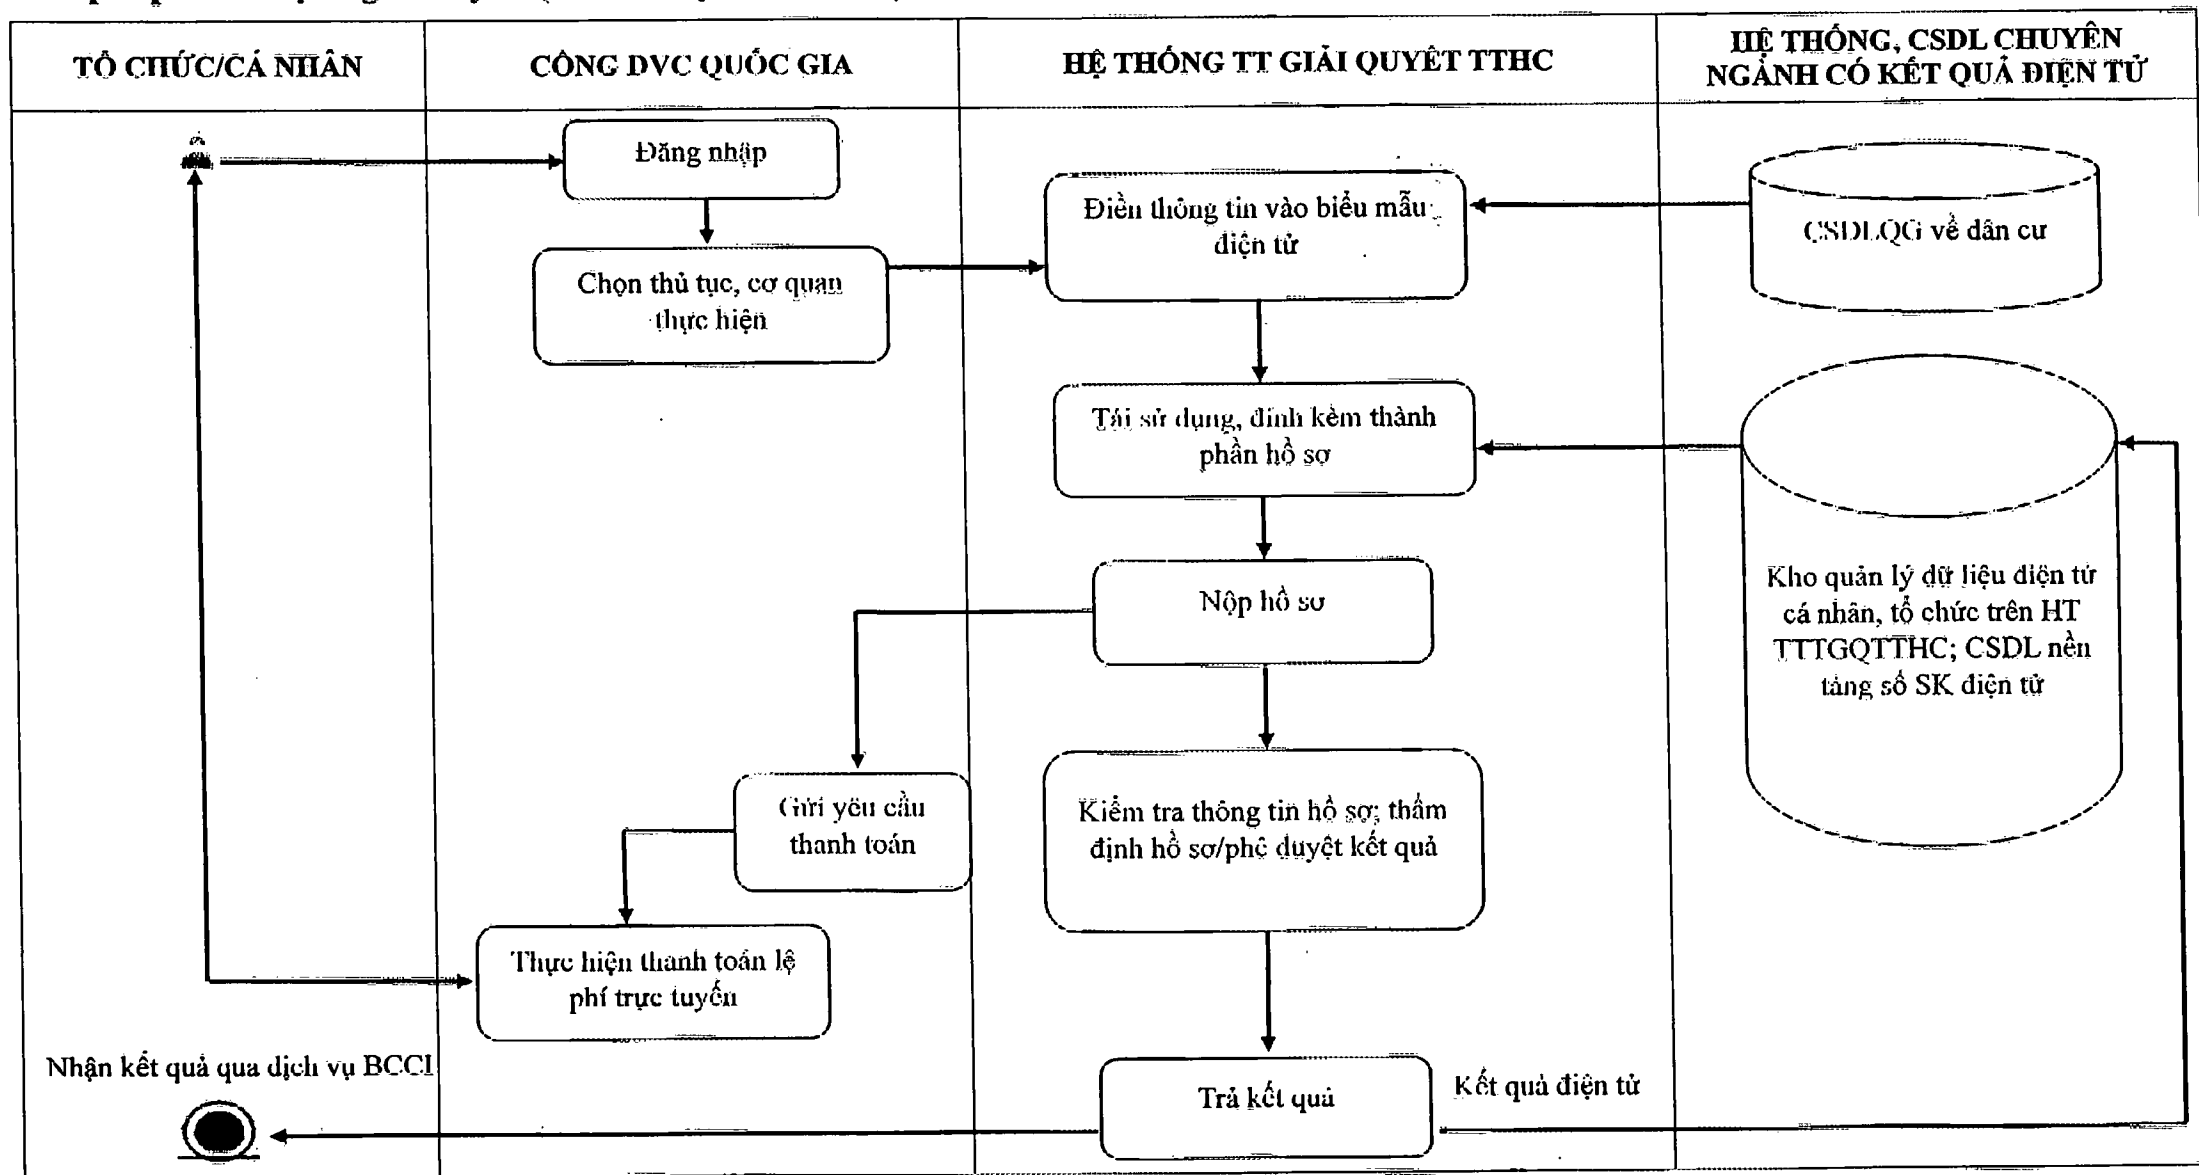 TỔ CHỨC/CÁ NHÂN
CỔNG DVC QUỐC GIA
HỆ THỐNG TT GIẢI QUYẾT TTHC
HỆ THỐNG, CSDL CHUYÊN
NGÀNH CÓ KẾT QUẢ ĐIỆN TỬ
Đăng nhập
Điền thông tin vào biểu mẫu
điện tử
CSDLQG về dân cư
Chọn thủ tục, cơ quan
thực hiện
Tái sử dụng, đính kèm thành
phần hồ sơ
Kho quản lý dữ liệu điện tử
cá nhân, tổ chức trên HT
TTTGQTTHC; CSDL nền
tảng số SK điện tử
Nộp hồ sơ
Gửi yêu cầu
thanh toán
Kiểm tra thông tin hồ sơ; thẩm
định hồ sơ/phê duyệt kết quả
Thực hiện thanh toán lệ
phí trực tuyến
Nhận kết quả qua dịch vụ BCCI
Trả kết quả
Kết quả điện tử